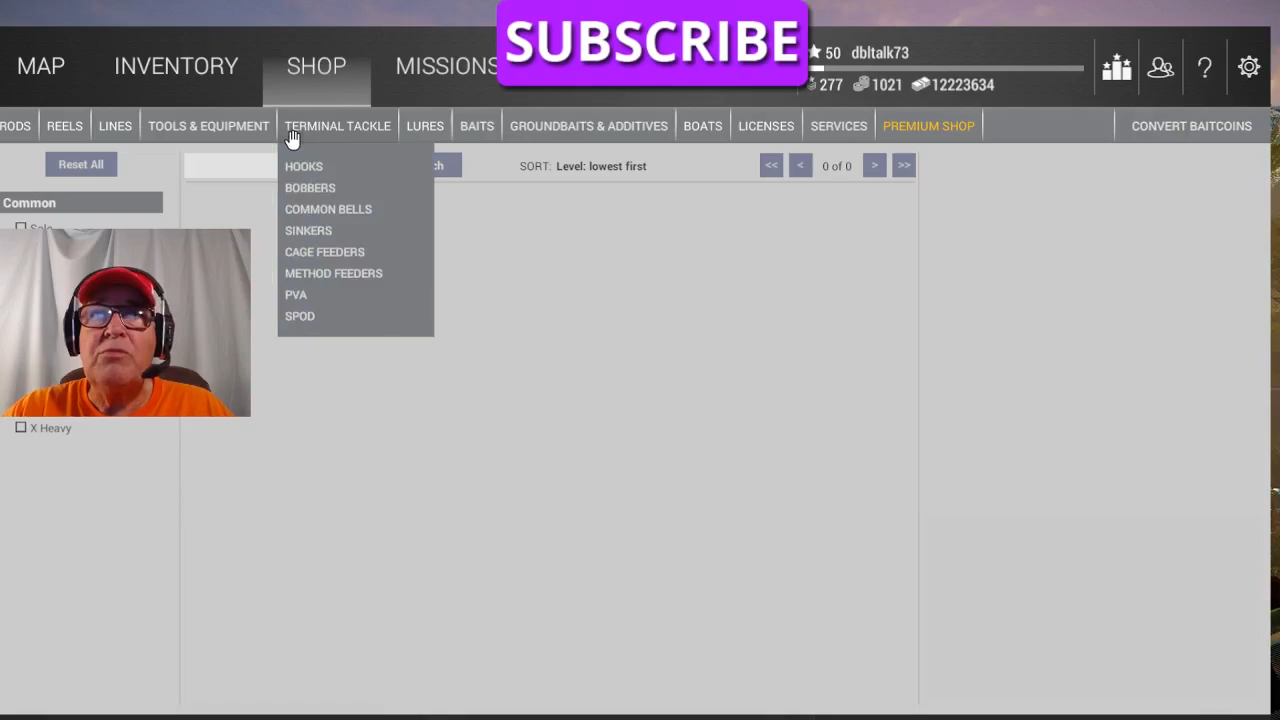 SUBSCRIBE
MAP INVENTORY SHOP MISSIONS
50 dbltalk73
277 1021 12223634
?
RODS REELS LINES TOOLS & EQUIPMENT TERMINAL TACKLE LURES BAITS GROUNDBAITS & ADDITIVES BOATS LICENSES SERVICES PREMIUM SHOP CONVERT BAITCOINS
Reset All ch SORT: Level: lowest first << < 0 of 0 > >>
HOOKS
BOBBERS
Common
COMMON BELLS
SINKERS
CAGE FEEDERS
METHOD FEEDERS
PVA
SPOD
X Heavy